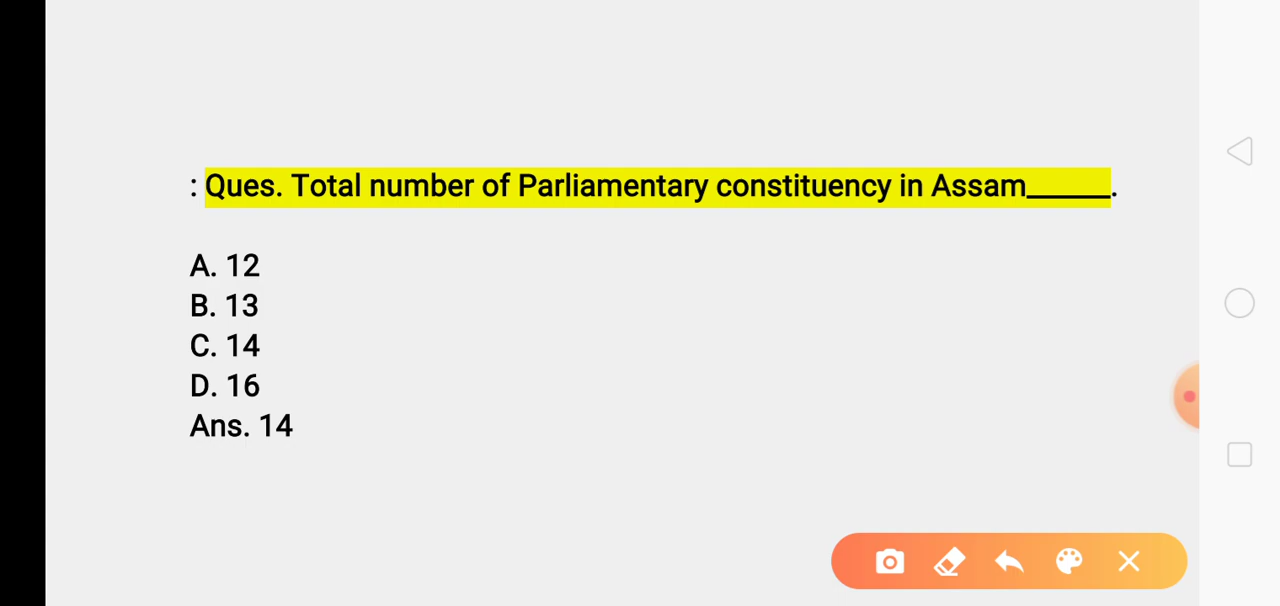 : Ques. Total number of Parliamentary constituency in Assam______.
A. 12
B. 13
C. 14
D. 16
Ans. 14